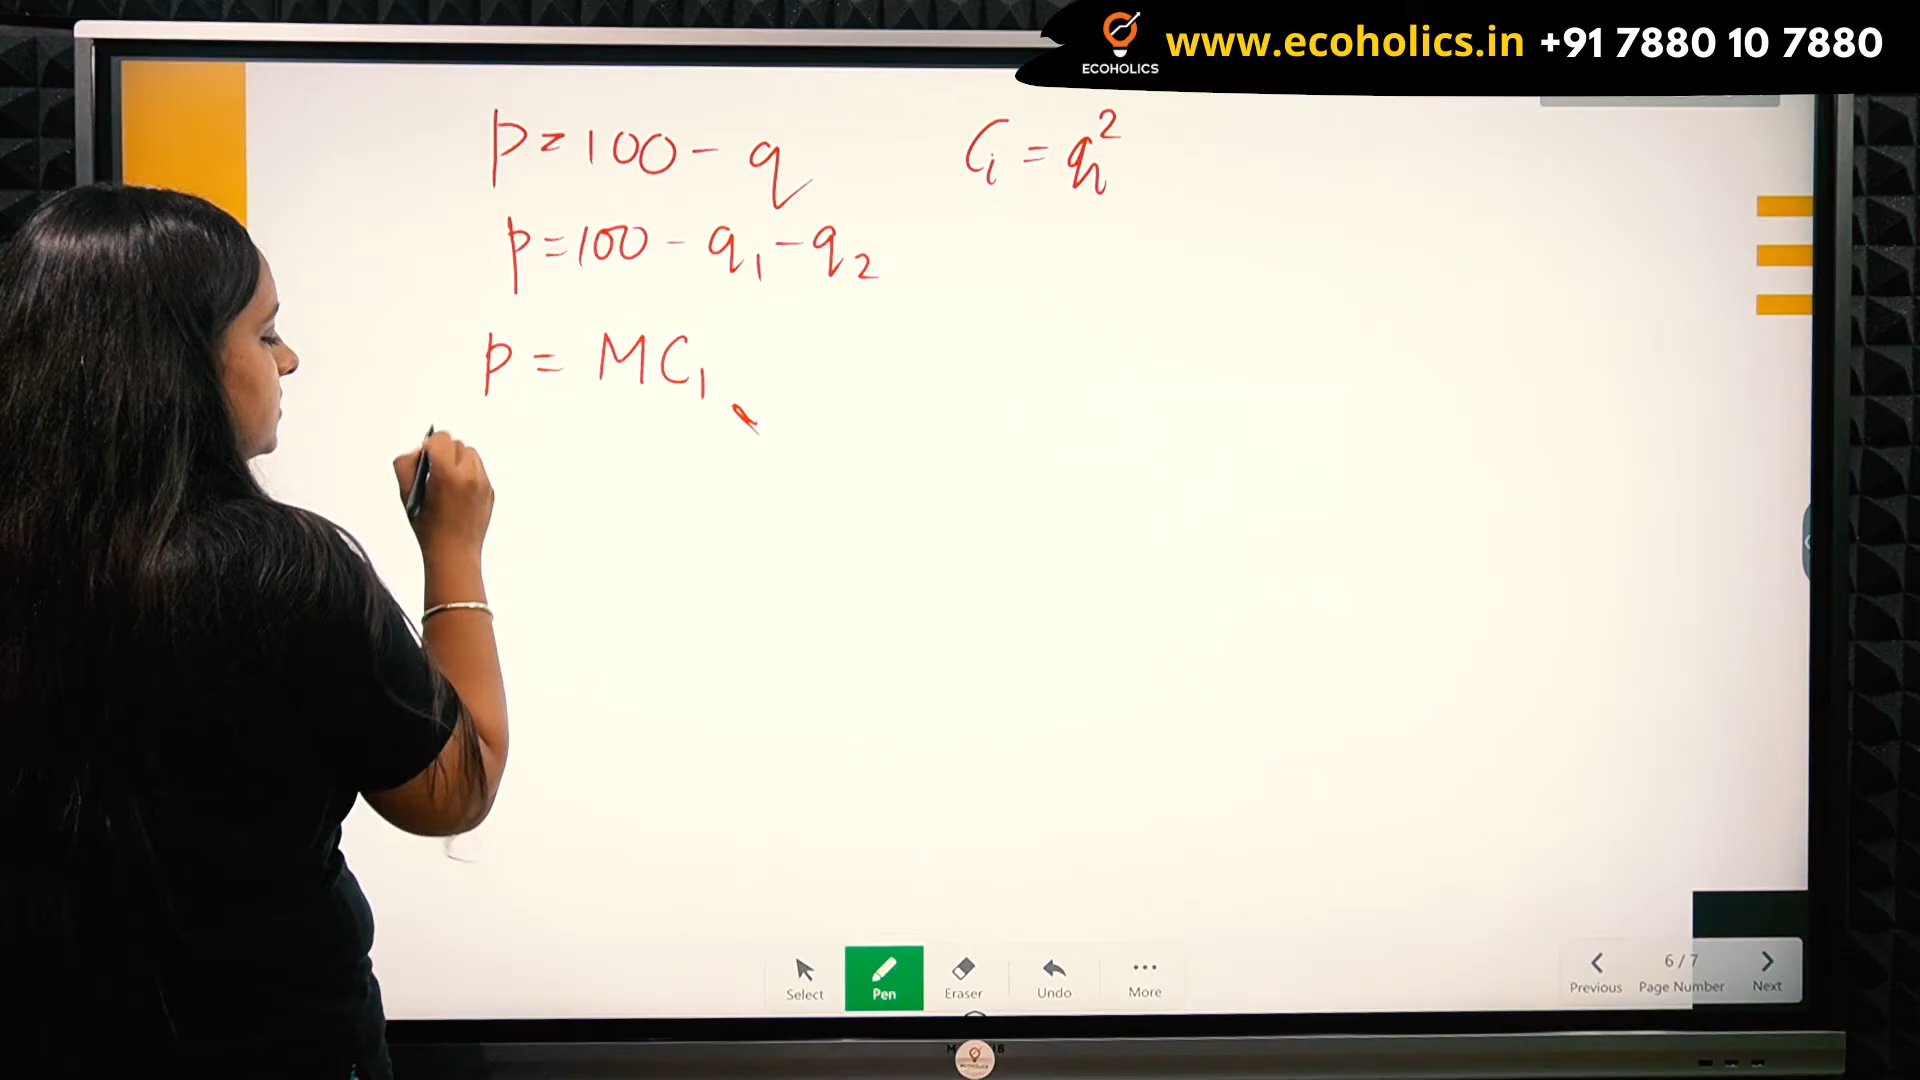 www.ecoholics.in +91 7880 10 7880
ECOHOLICS
p = 100 - q    Cᵢ = qᵢ²
p = 100 - q₁ - q₂
p = MC₁
Select Pen Eraser Undo More
Previous 6 / 7 Page Number Next